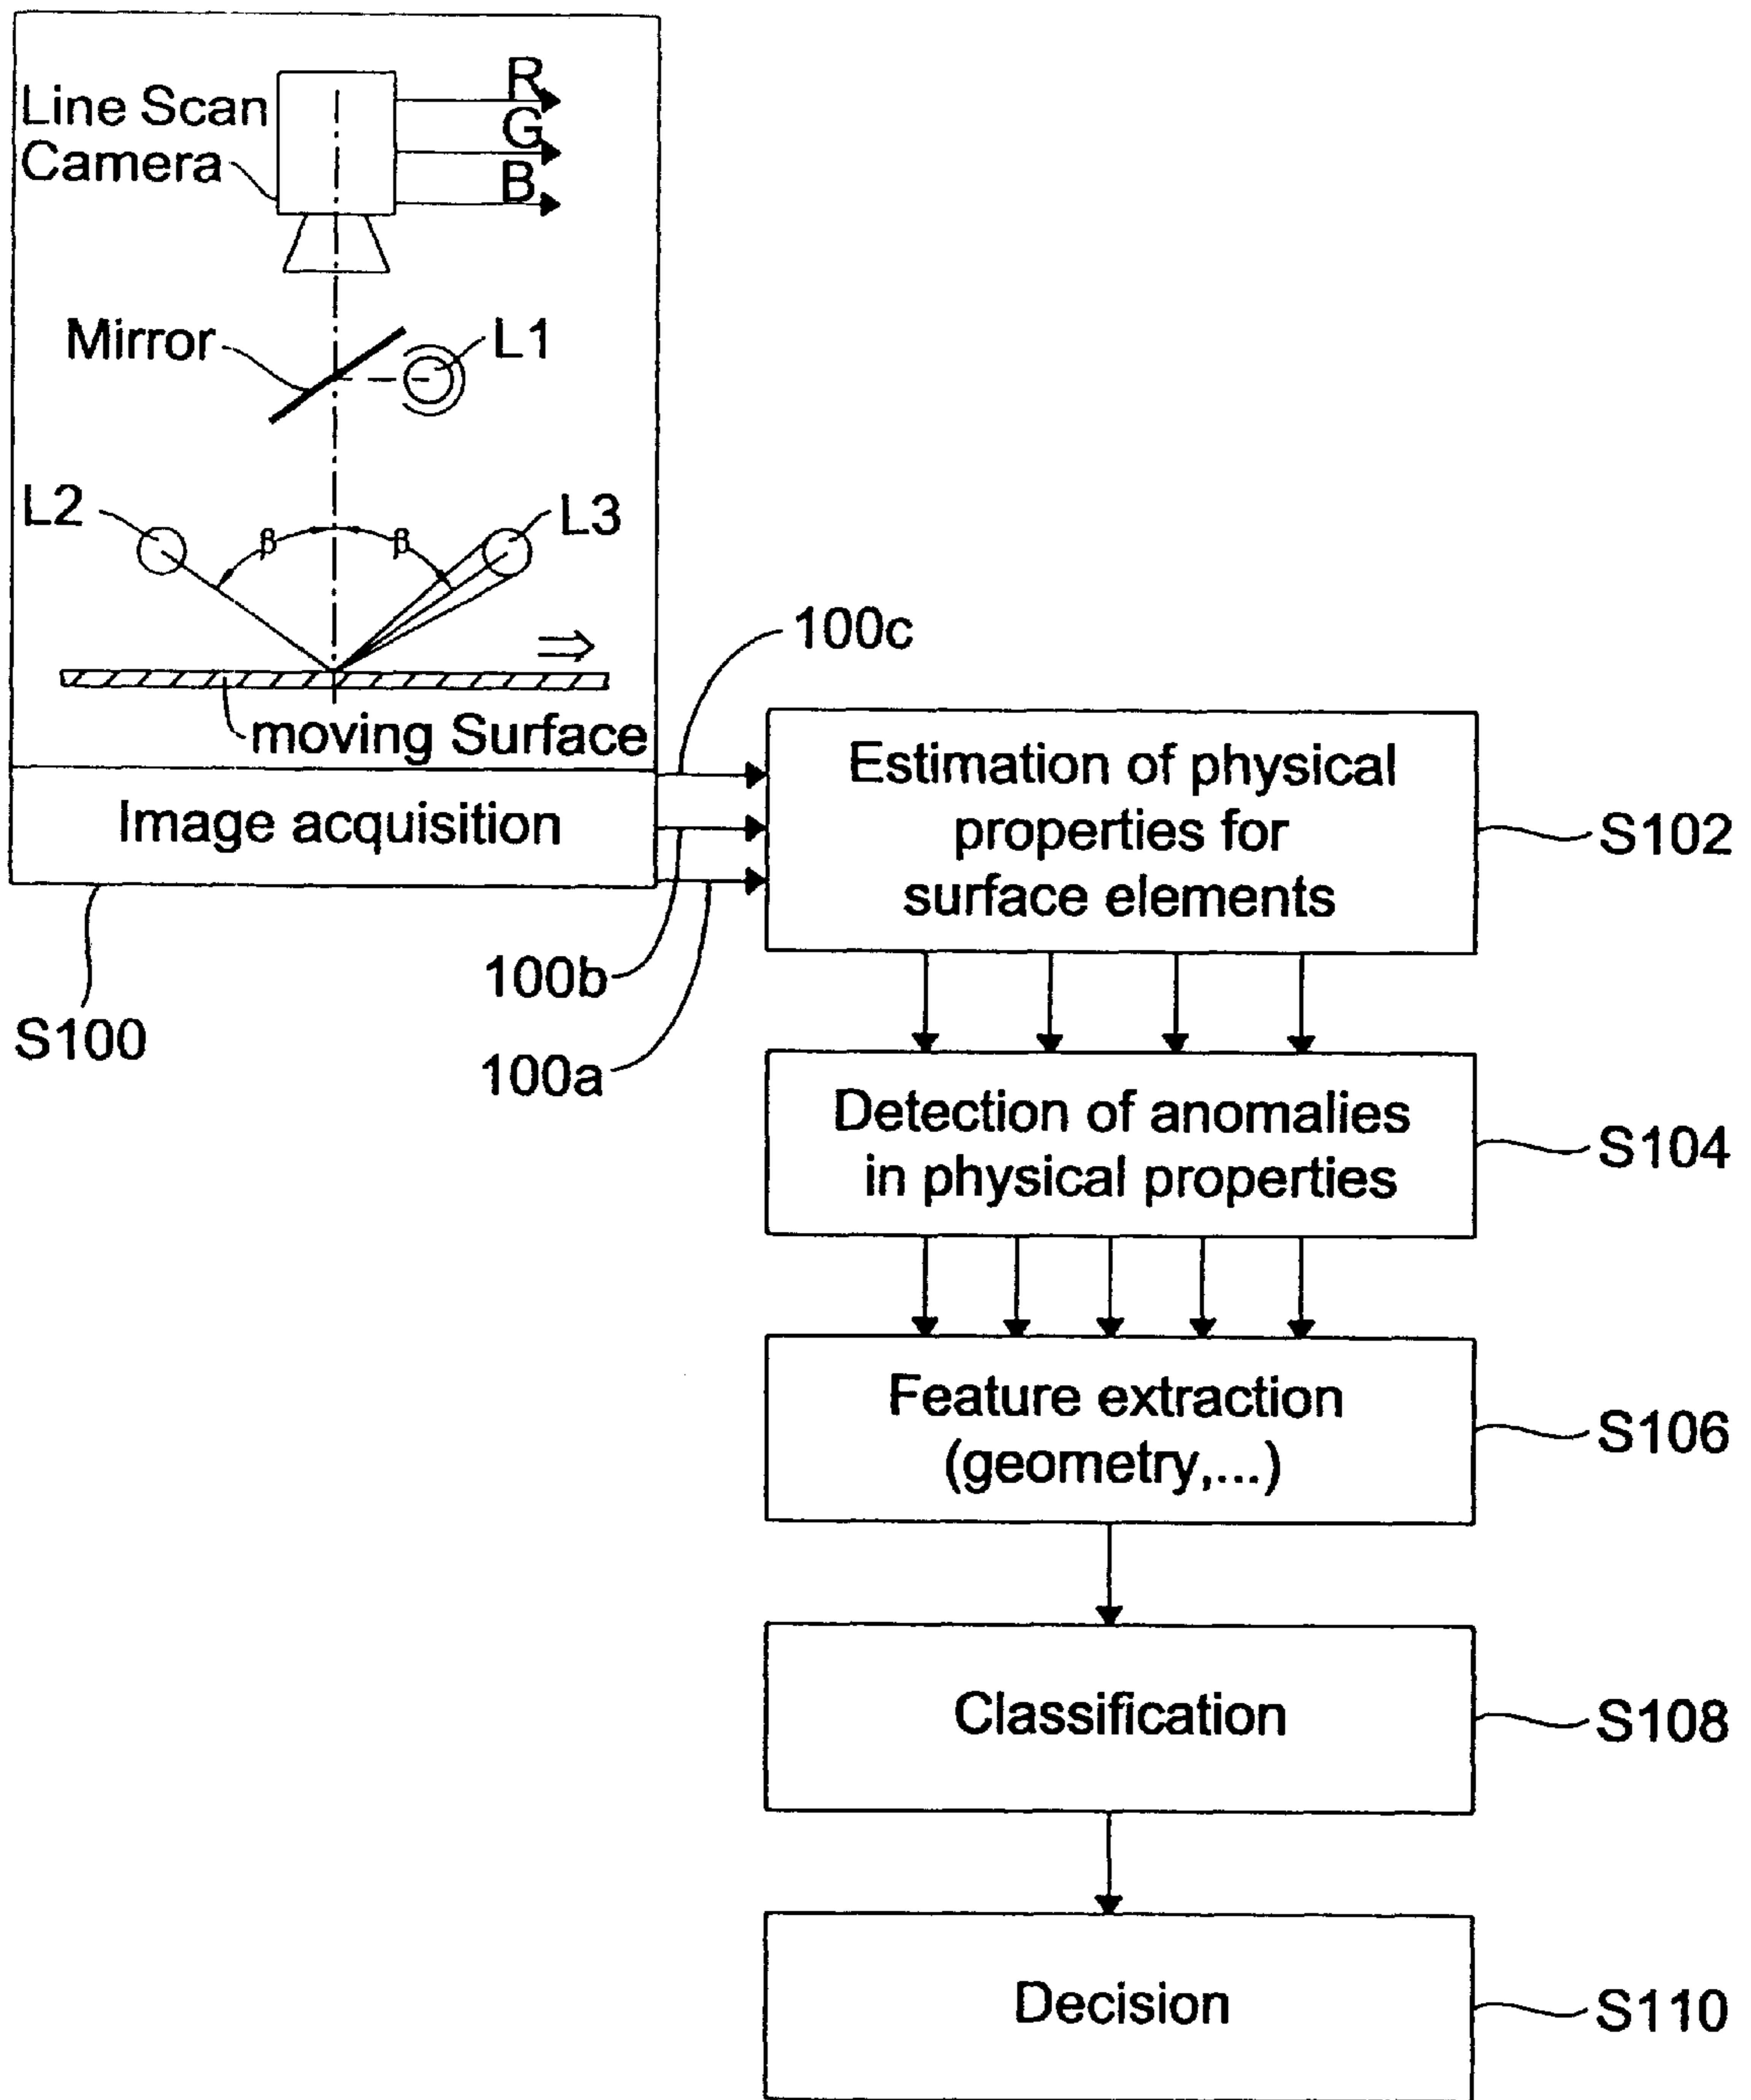 R
Line Scan
Camera
G
B
Mirror
L1
L2
β
β
L3
moving Surface
Image acquisition
S100
100c
100b
100a
Estimation of physical
properties for
surface elements
S102
Detection of anomalies
in physical properties
S104
Feature extraction
(geometry,...)
S106
Classification
S108
Decision
S110